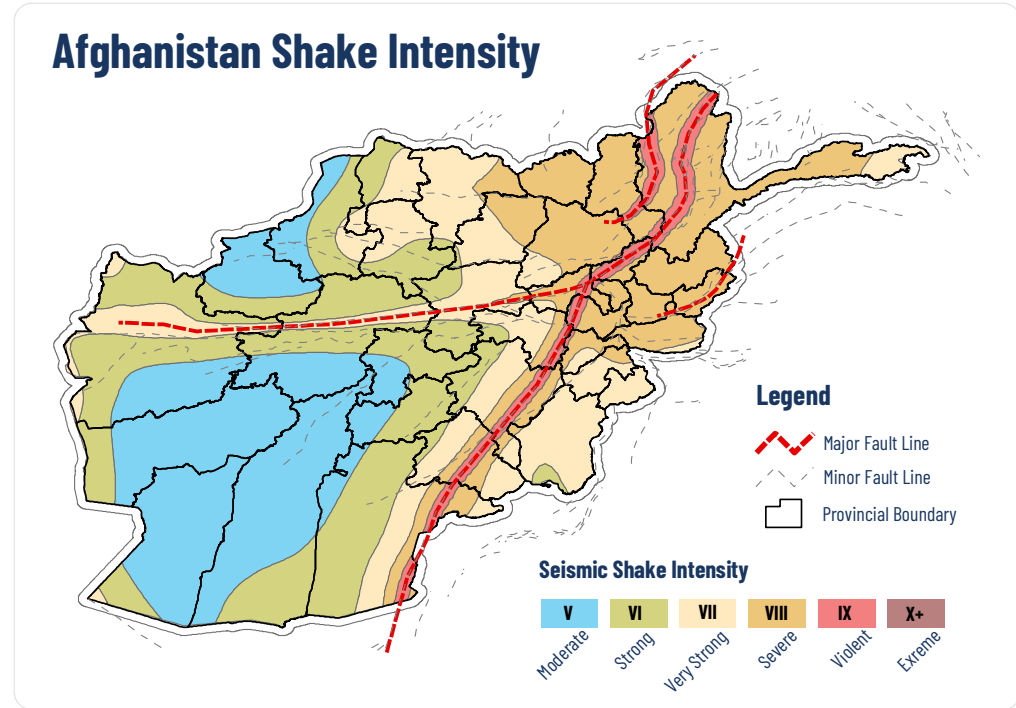 Afghanistan Shake Intensity
Legend
Major Fault Line
Minor Fault Line
Provincial Boundary
Seismic Shake Intensity
V
VI
VII
VIII
IX
X+
Moderate
Strong
Very Strong
Severe
Violent
Exreme